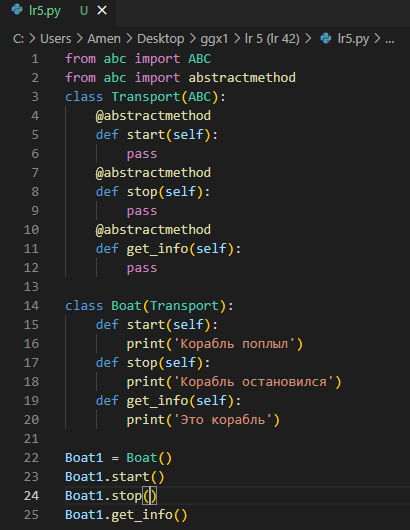 lr5.py U ×
C: > Users > Amen > Desktop > ggx1 > lr 5 (lr 42) > lr5.py > ...
1 from abc import ABC
2 from abc import abstractmethod
3 class Transport(ABC):
4     @abstractmethod
5     def start(self):
6         pass
7     @abstractmethod
8     def stop(self):
9         pass
10     @abstractmethod
11     def get_info(self):
12         pass
13
14 class Boat(Transport):
15     def start(self):
16         print('Корабль поплыл')
17     def stop(self):
18         print('Корабль остановился')
19     def get_info(self):
20         print('Это корабль')
21
22 Boat1 = Boat()
23 Boat1.start()
24 Boat1.stop()
25 Boat1.get_info()